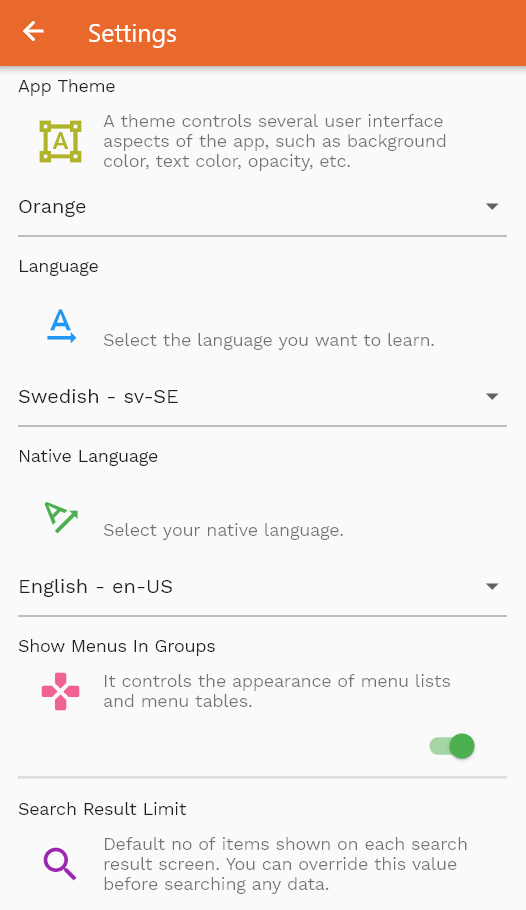 Settings
App Theme
A theme controls several user interface
aspects of the app, such as background
color, text color, opacity, etc.
A
Orange
Language
A
Select the language you want to learn.
Swedish - sv-SE
Native Language
A
Select your native language.
English - en-US
Show Menus In Groups
It controls the appearance of menu lists
and menu tables.
Search Result Limit
Default no of items shown on each search
result screen. You can override this value
before searching any data.